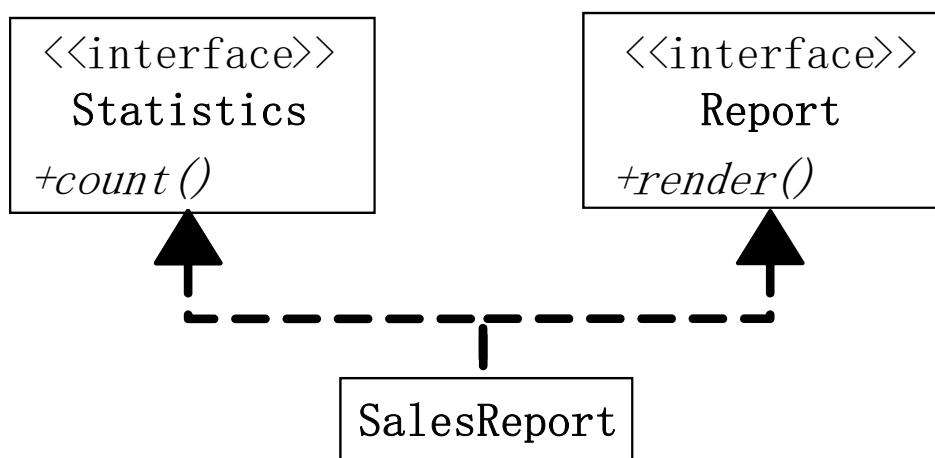 <<interface>>
Statistics
+count()
<<interface>>
Report
+render()
SalesReport